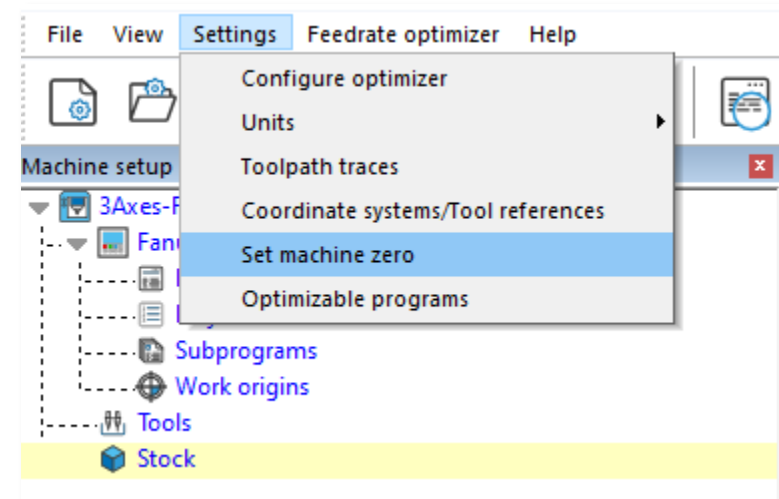 File View Settings Feedrate optimizer Help
Configure optimizer
Units
Machine setup
Toolpath traces
3Axes-F
Coordinate systems/Tool references
Set machine zero
Optimizable programs
Subprograms
Work origins
Tools
Stock